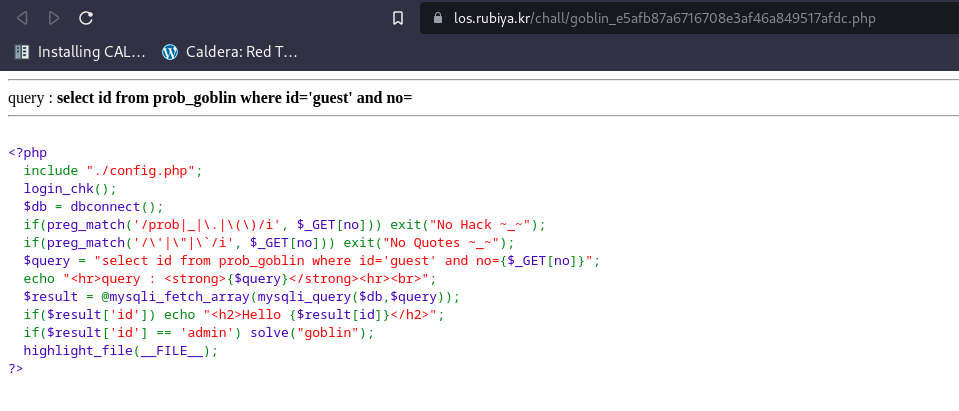 los.rubiya.kr/chall/goblin_e5afb87a6716708e3af46a849517afdc.php
Installing CAL… Caldera: Red T…
query : select id from prob_goblin where id='guest' and no=
<?php
  include "./config.php";
  login_chk();
  $db = dbconnect();
  if(preg_match('/prob|_|\.|\(\)/i', $_GET[no])) exit("No Hack ~_~");
  if(preg_match('/\'|\"|\`/i', $_GET[no])) exit("No Quotes ~_~");
  $query = "select id from prob_goblin where id='guest' and no={$_GET[no]}";
  echo "<hr>query : <strong>{$query}</strong><hr><br>";
  $result = @mysqli_fetch_array(mysqli_query($db,$query));
  if($result['id']) echo "<h2>Hello {$result[id]}</h2>";
  if($result['id'] == 'admin') solve("goblin");
  highlight_file(__FILE__);
?>